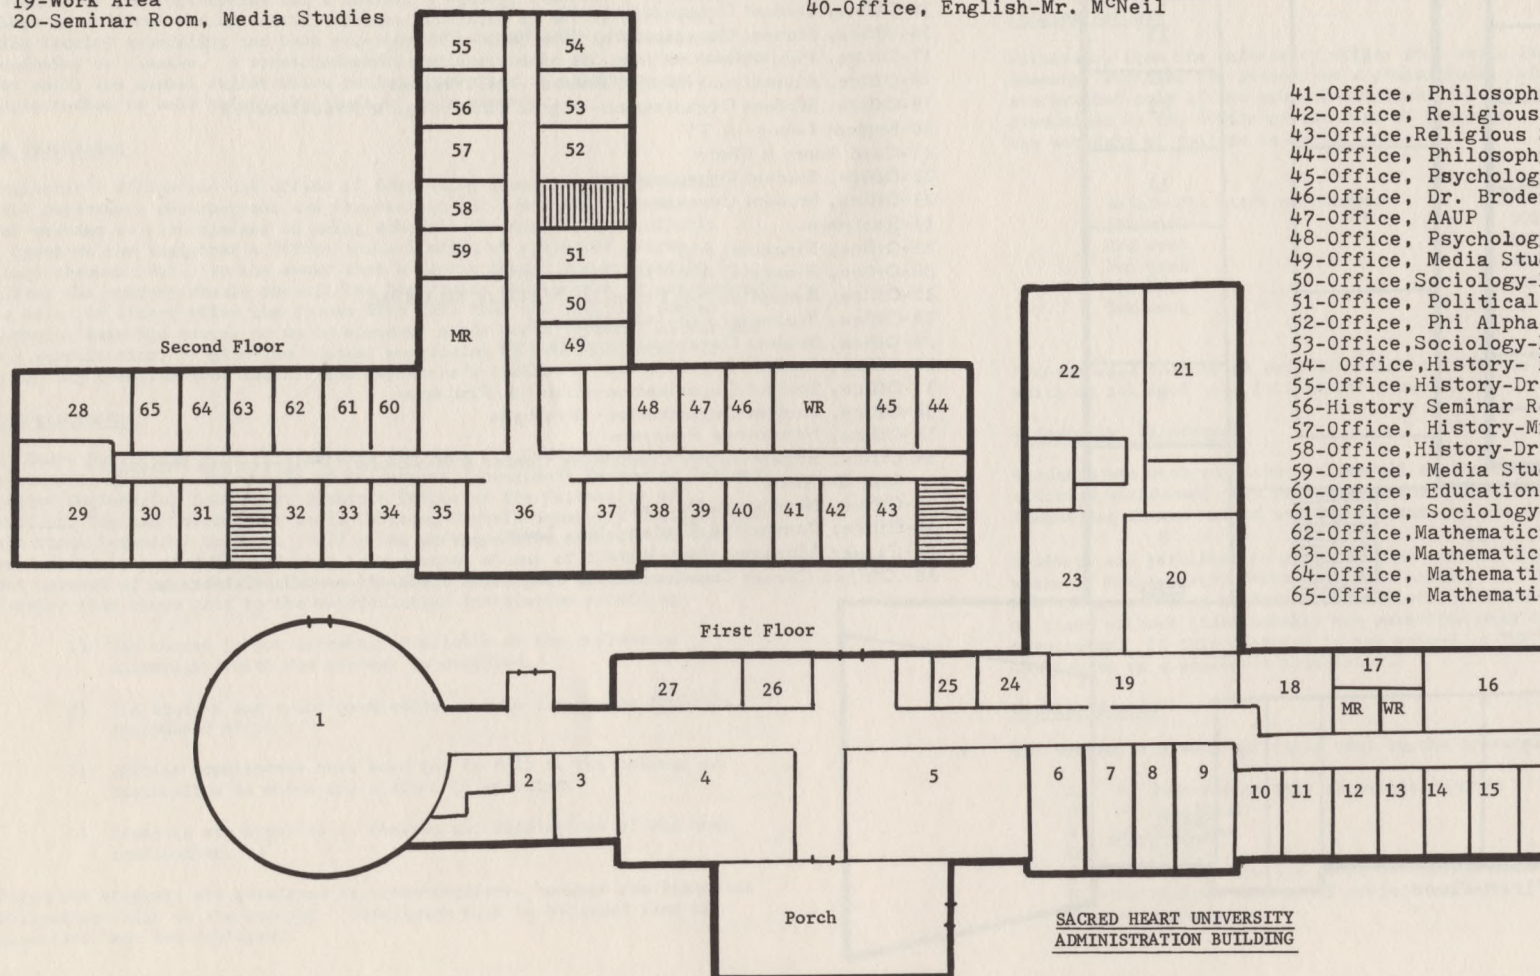 19-Work Area
20-Seminar Room, Media Studies
40-Office, English-Mr. McNeil
41-Office, Philosoph
42-Office, Religious
43-Office,Religious
44-Office, Philosoph
45-Office, Psycholog
46-Office, Dr. Brode
47-Office, AAUP
48-Office, Psycholog
49-Office, Media Stu
50-Office,Sociology-
51-Office, Political
52-Office, Phi Alpha
53-Office,Sociology-
54- Office,History-
55-Office,History-Dr
56-History Seminar R
57-Office, History-M
58-Office,History-Dr
59-Office, Media Stu
60-Office, Education
61-Office, Sociology
62-Office,Mathematic
63-Office,Mathematic
64-Office, Mathemati
65-Office, Mathemati
Second Floor
55 54
56 53
57 52
58
59 51
50
MR 49
28 65 64 63 62 61 60 48 47 46 WR 45 44
29 30 31 32 33 34 35 36 37 38 39 40 41 42 43
First Floor
22 21
23 20
1
27 26 25 24 19 18 17 16
MR WR
2 3 4 5 6 7 8 9 10 11 12 13 14 15
Porch
SACRED HEART UNIVERSITY
ADMINISTRATION BUILDING